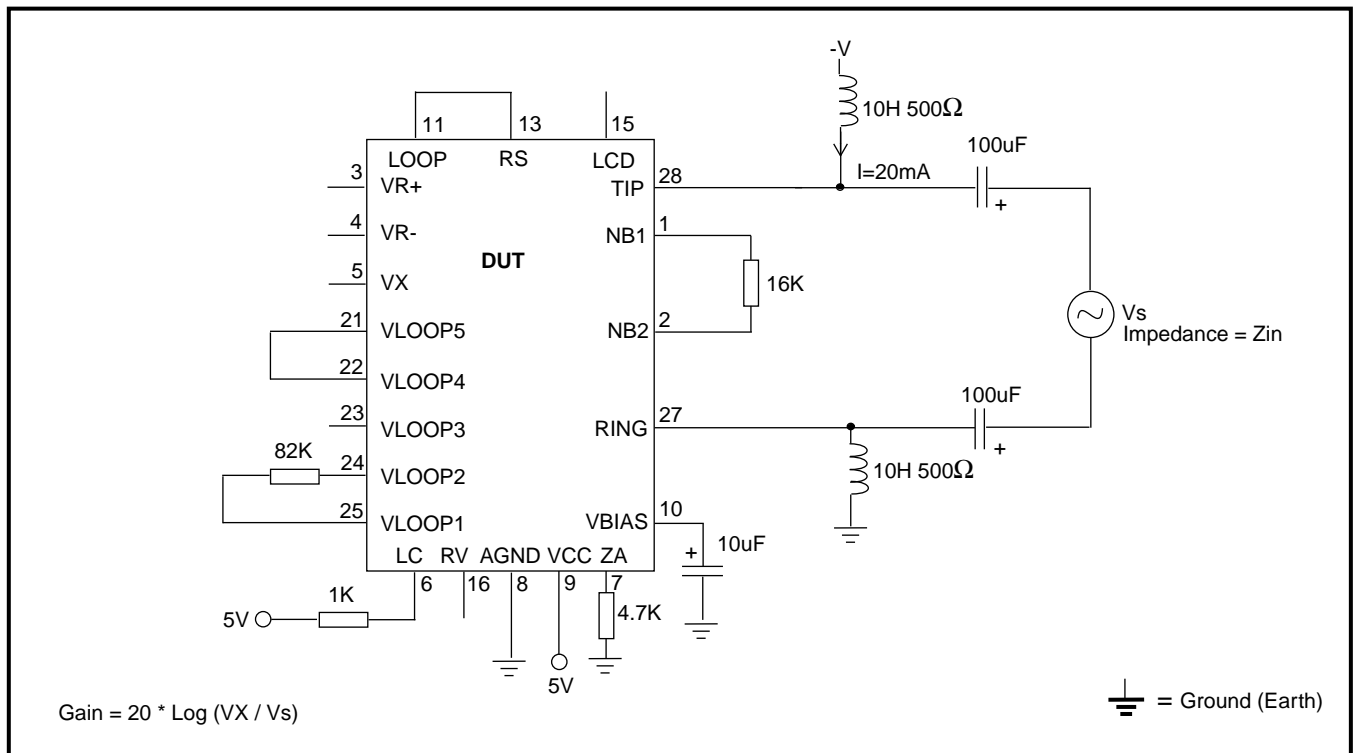 -V
10H 500Ω
11
13
15
100uF
LOOP
RS
LCD
I=20mA
3
VR+
TIP
28
+
4
VR-
NB1
1
5
VX
DUT
16K
21
VLOOP5
NB2
2
Vs
Impedance = Zin
22
VLOOP4
100uF
23
VLOOP3
RING
27
+
82K
24
VLOOP2
10H 500Ω
25
VLOOP1
VBIAS
10
LC
RV
AGND
VCC
ZA
+
10uF
6
16
8
9
7
1K
4.7K
5V
5V
Gain = 20 * Log (VX / Vs)
= Ground (Earth)